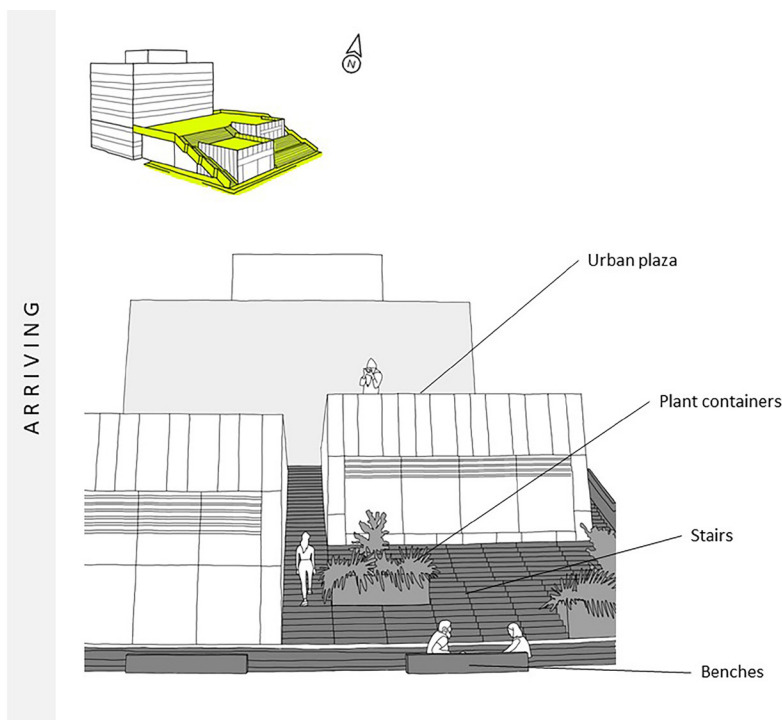 N
ARRIVING
Urban plaza
Plant containers
Stairs
Benches